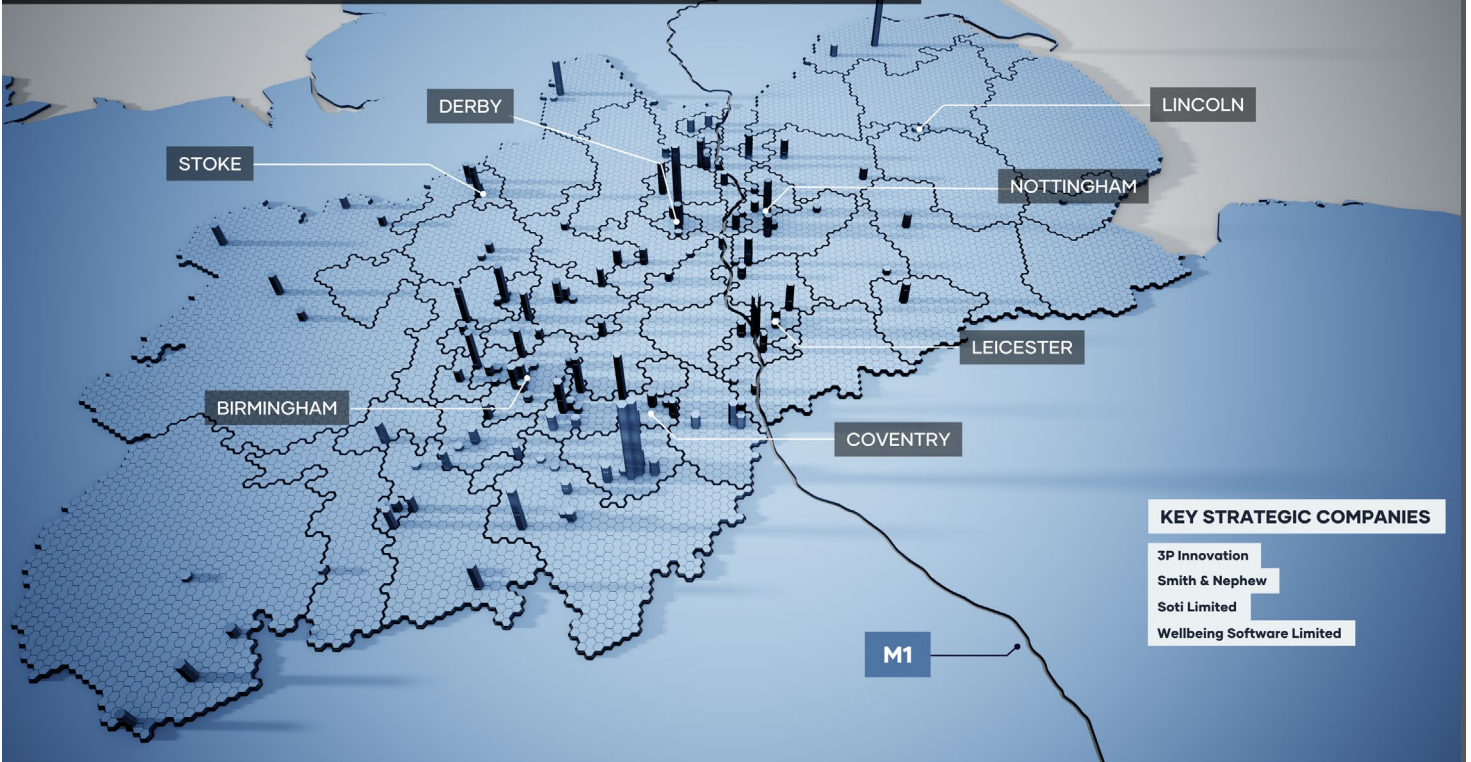 DERBY
LINCOLN
STOKE
NOTTINGHAM
LEICESTER
BIRMINGHAM
COVENTRY
KEY STRATEGIC COMPANIES
3P Innovation
Smith & Nephew
Soti Limited
Wellbeing Software Limited
M1